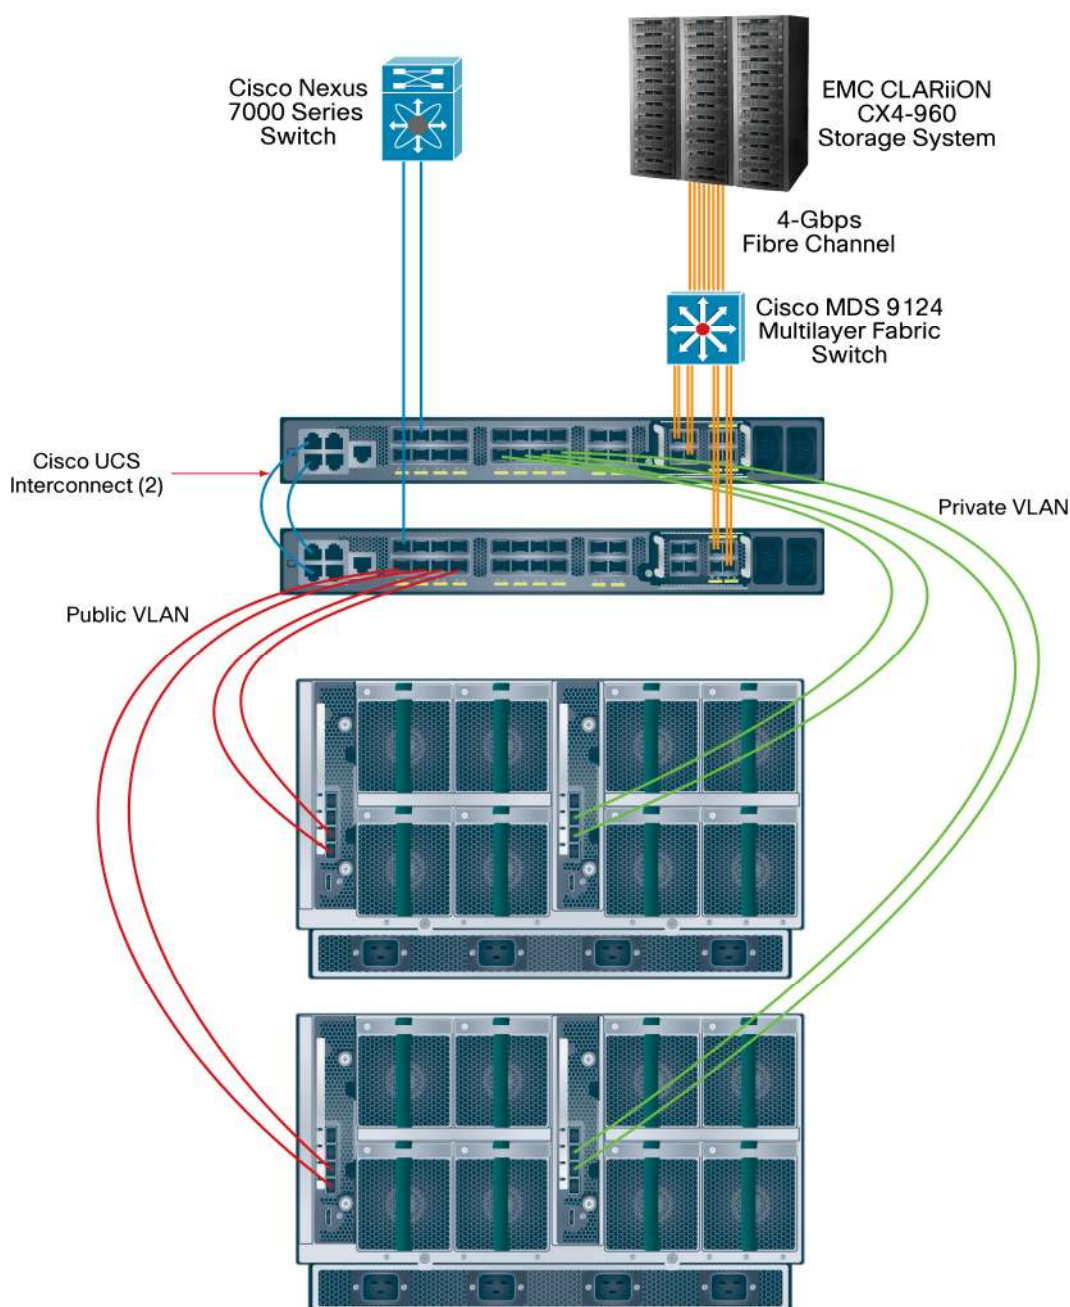 Cisco Nexus
7000 Series
Switch
EMC CLARiiON
CX4-960
Storage System
4-Gbps
Fibre Channel
Cisco MDS 9124
Multilayer Fabric
Switch
Cisco UCS
Interconnect (2)
Private VLAN
Public VLAN